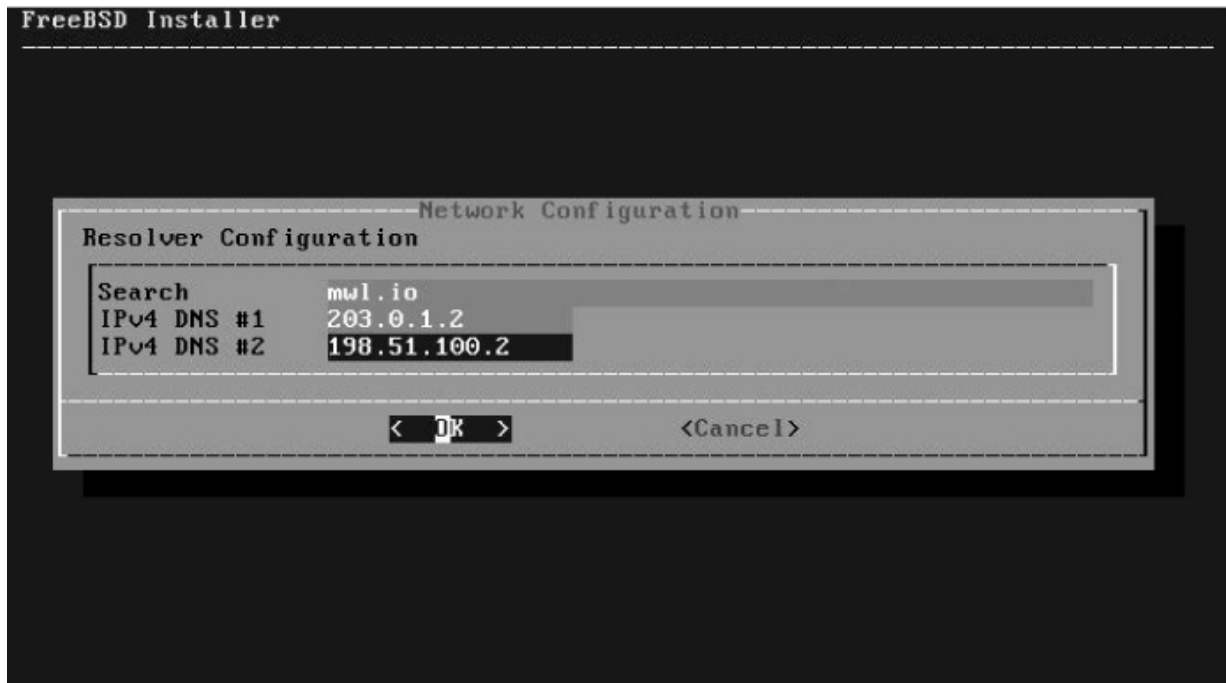 FreeBSD Installer
Network Configuration
Resolver Configuration
Search mwl.io
IPv4 DNS #1 203.0.1.2
IPv4 DNS #2 198.51.100.2
< OK > <Cancel>